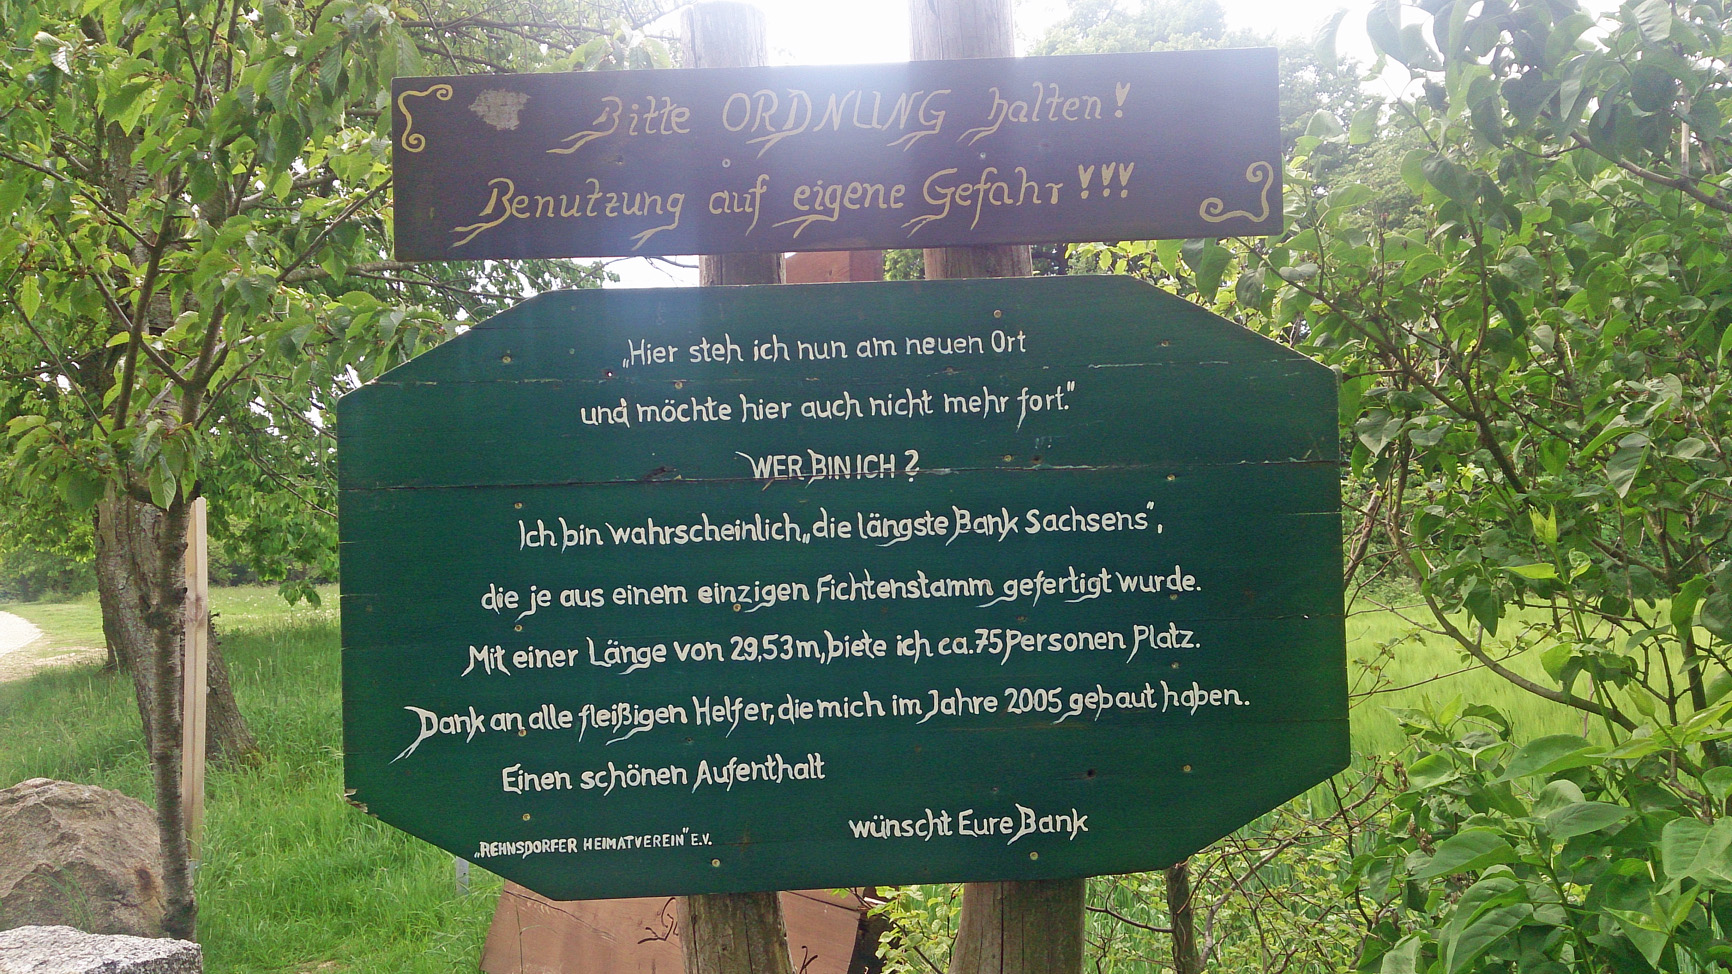 Bitte ORDNUNG halten!
Benutzung auf eigene Gefahr!!!
„Hier steh ich nun am neuen Ort
und möchte hier auch nicht mehr fort."
WER BIN ICH?
Ich bin wahrscheinlich „die längste Bank Sachsens",
die je aus einem einzigen Fichtenstamm gefertigt wurde.
Mit einer Länge von 29,53m, biete ich ca. 75 Personen Platz.
Dank an alle fleißigen Helfer, die mich im Jahre 2005 gebaut haben.
Einen schönen Aufenthalt
wünscht Eure Bank
„REHNSDORFER HEIMATVEREIN" E.V.